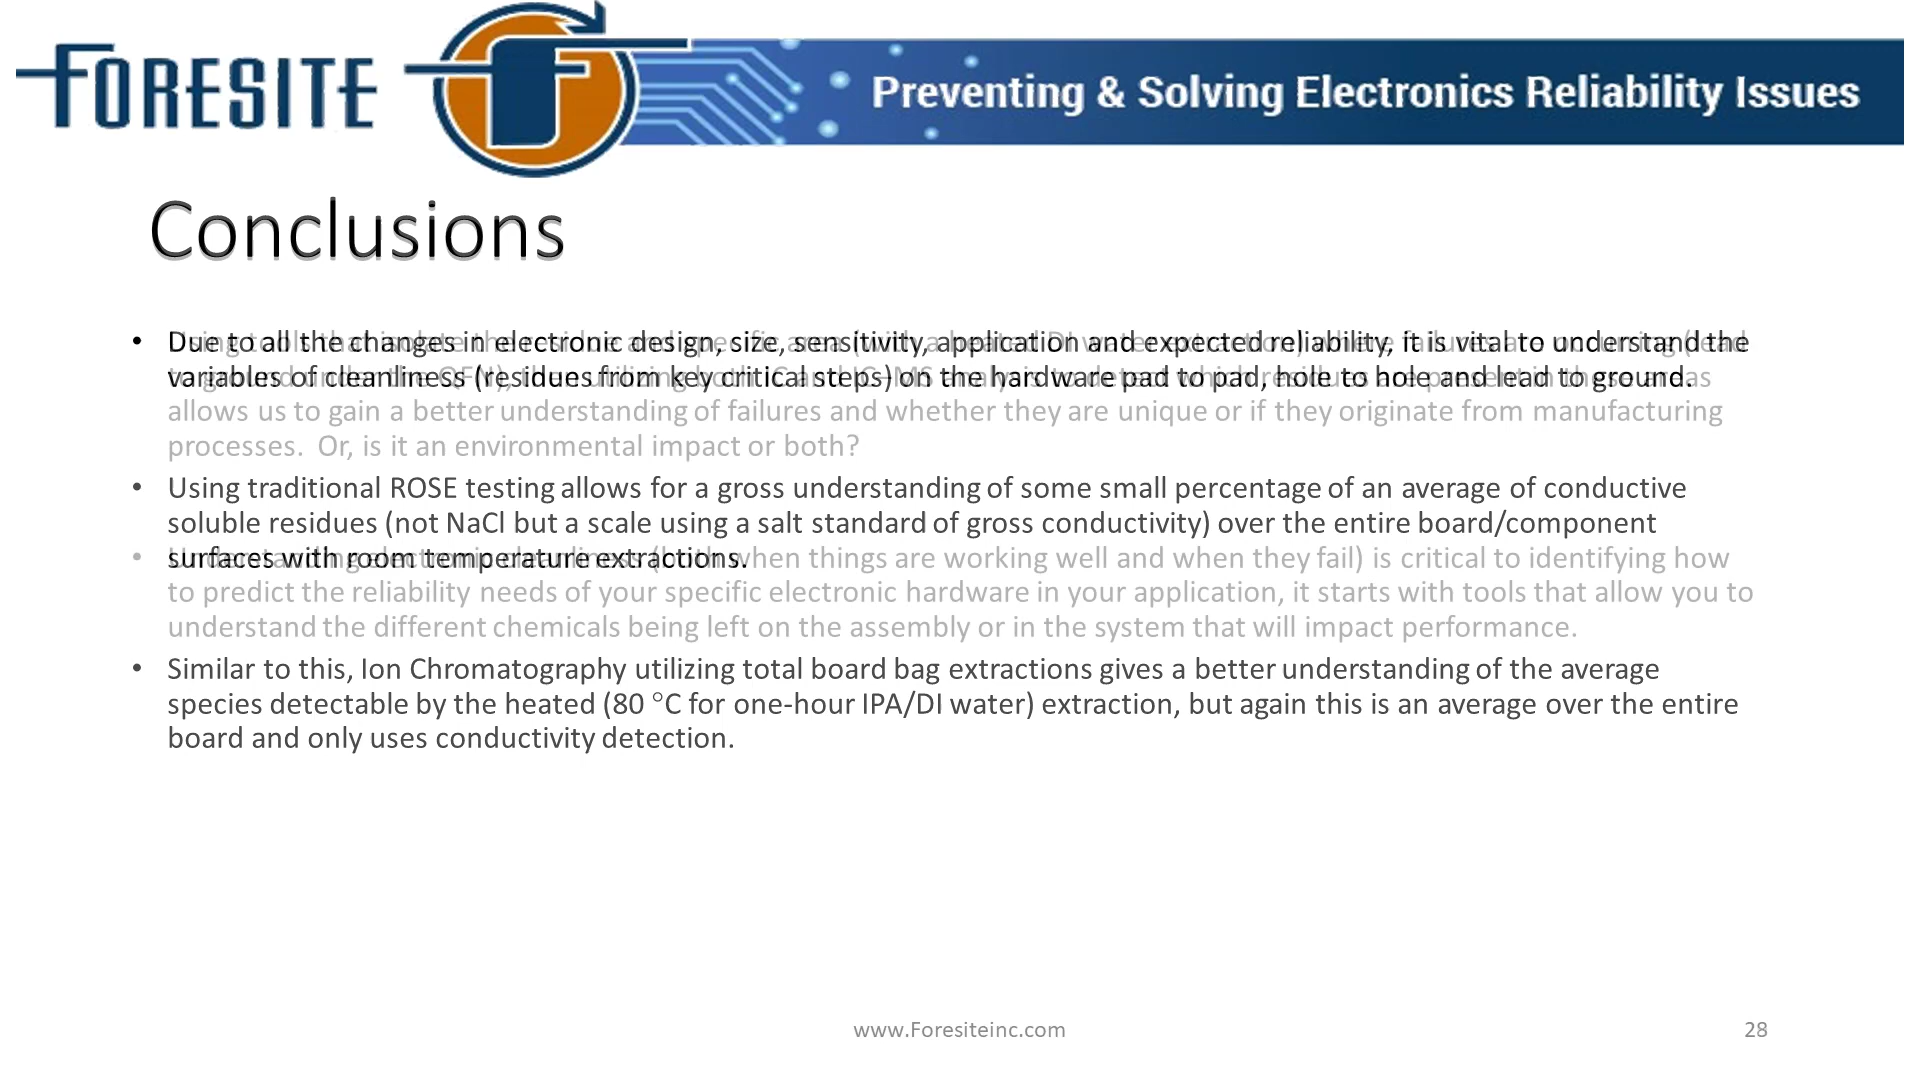 FORESITE
Preventing & Solving Electronics Reliability Issues
Conclusions
• Due to all the changes in electronic design, size, sensitivity, application and expected reliability, it is vital to understand the
variables of cleanliness (residues from key critical steps) on the hardware pad to pad, hole to hole and lead to ground.
allows us to gain a better understanding of failures and whether they are unique or if they originate from manufacturing
processes. Or, is it an environmental impact or both?
• Using traditional ROSE testing allows for a gross understanding of some small percentage of an average of conductive
soluble residues (not NaCl but a scale using a salt standard of gross conductivity) over the entire board/component
surfaces with room temperature extractions.
• when things are working well and when they fail) is critical to identifying how
to predict the reliability needs of your specific electronic hardware in your application, it starts with tools that allow you to
understand the different chemicals being left on the assembly or in the system that will impact performance.
• Similar to this, Ion Chromatography utilizing total board bag extractions gives a better understanding of the average
species detectable by the heated (80 °C for one-hour IPA/DI water) extraction, but again this is an average over the entire
board and only uses conductivity detection.
www.Foresiteinc.com
28